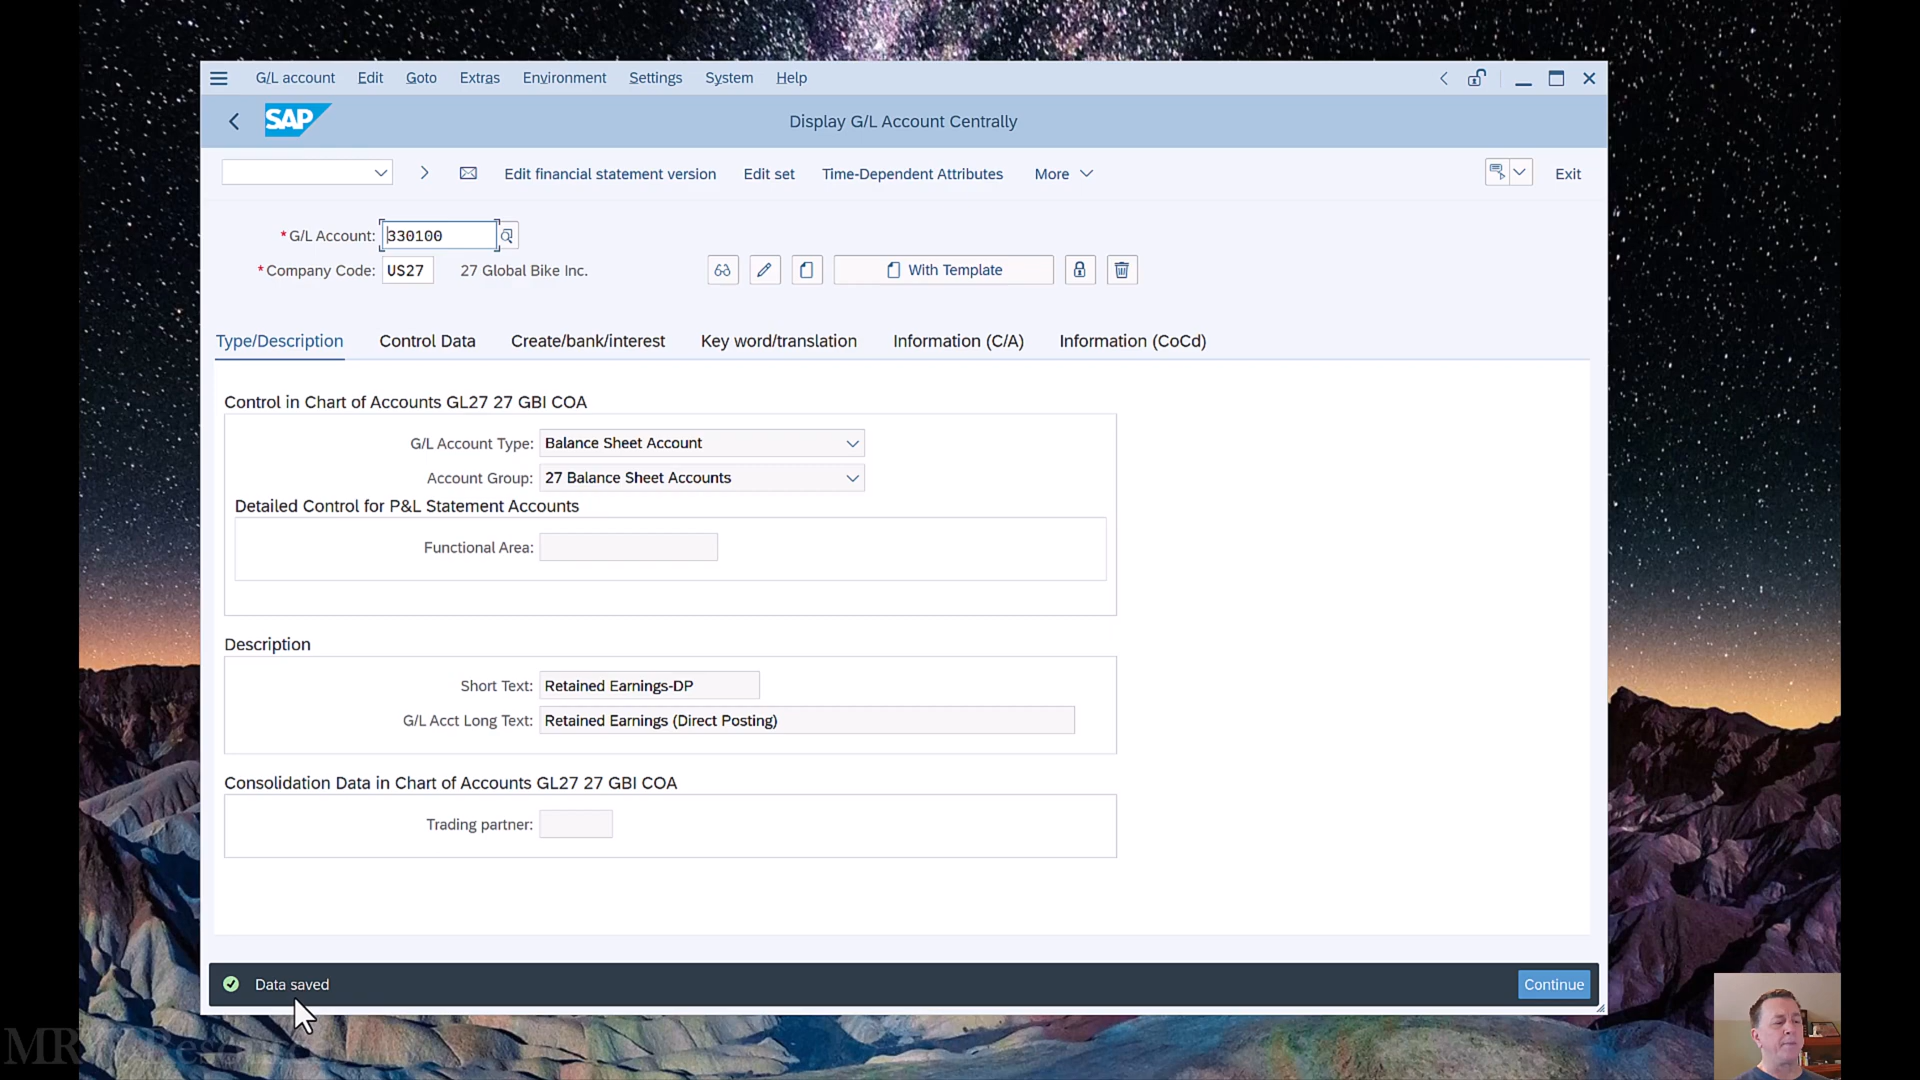 G/L account Edit Goto Extras Environment Settings System Help
SAP Display G/L Account Centrally
Edit financial statement version Edit set Time-Dependent Attributes More Exit
* G/L Account: 330100
* Company Code: US27 27 Global Bike Inc.
With Template
Type/Description Control Data Create/bank/interest Key word/translation Information (C/A) Information (CoCd)
Control in Chart of Accounts GL27 27 GBI COA
G/L Account Type: Balance Sheet Account
Account Group: 27 Balance Sheet Accounts
Detailed Control for P&L Statement Accounts
Functional Area:
Description
Short Text: Retained Earnings-DP
G/L Acct Long Text: Retained Earnings (Direct Posting)
Consolidation Data in Chart of Accounts GL27 27 GBI COA
Trading partner:
Data saved Continue